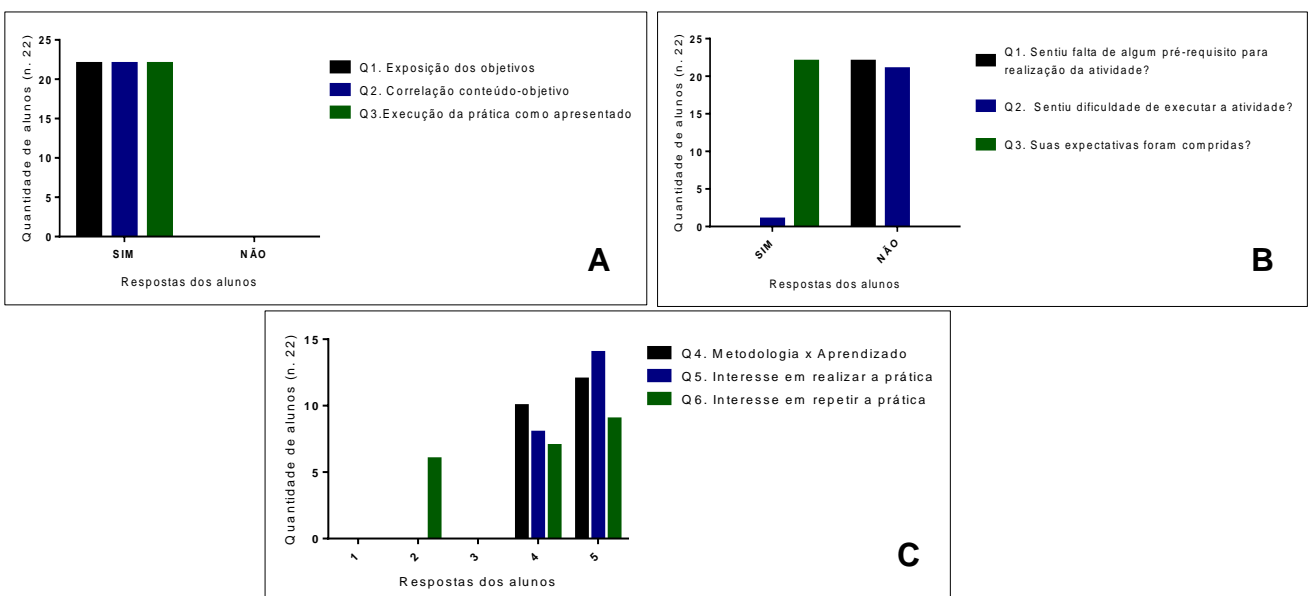 Quantidade de alunos (n. 22)
25
20
15
10
5
0
SIM
NÃO
Respostas dos alunos
Q1. Exposição dos objetivos
Q2. Correlação conteúdo-objetivo
Q3.Execução da prática como apresentado
A
Quantidade de alunos (n. 22)
25
20
15
10
5
0
SIM
NÃO
Respostas dos alunos
Q1. Sentiu falta de algum pré-requisito para
realização da atividade?
Q2. Sentiu dificuldade de executar a atividade?
Q3. Suas expectativas foram compridas?
B
Quantidade de alunos (n. 22)
15
10
5
0
1
2
3
4
5
Respostas dos alunos
Q4. Metodologia x Aprendizado
Q5. Interesse em realizar a prática
Q6. Interesse em repetir a prática
C